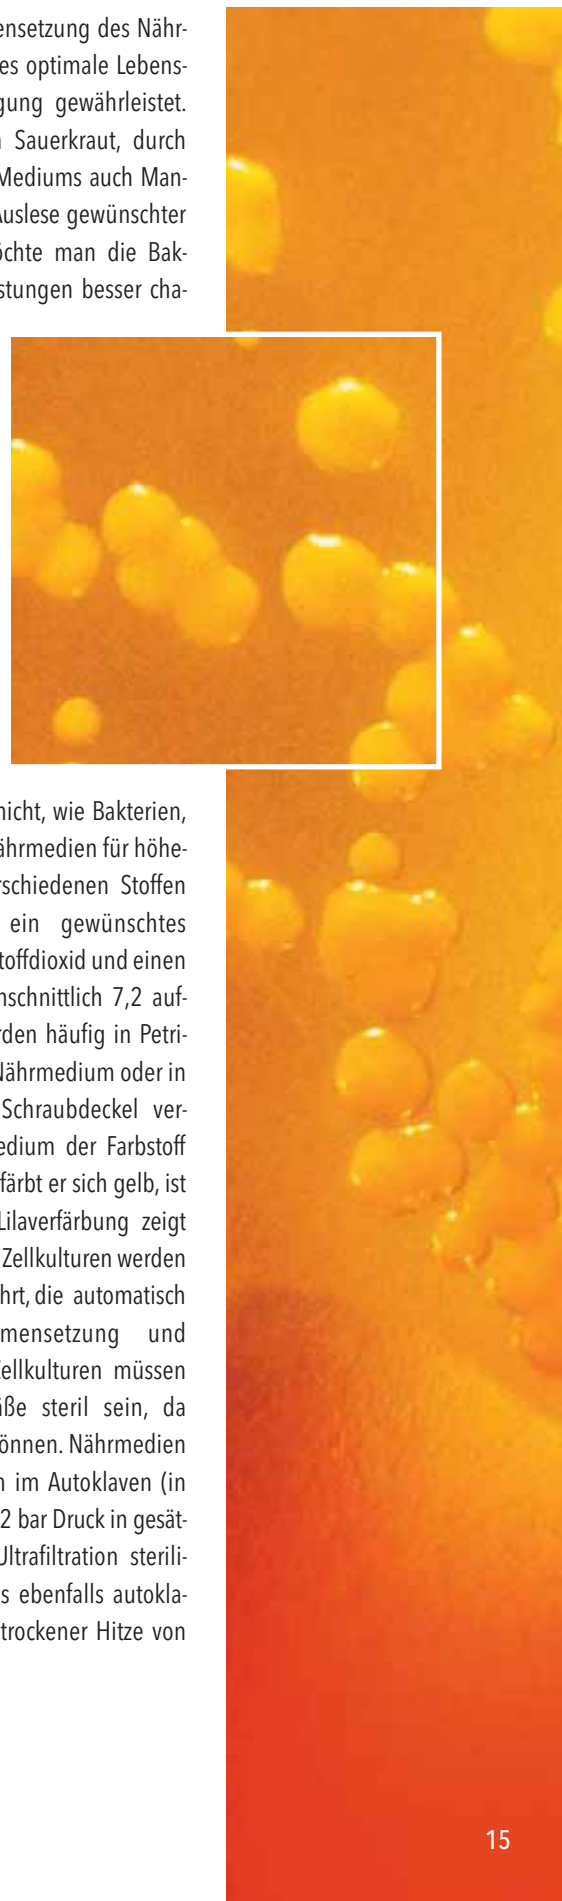 ensetzung des Nähr-
es optimale Lebens-
gung gewährleistet.
Sauerkraut, durch
Mediums auch Man-
Auslese gewünschter
öchte man die Bak-
stungen besser cha-
nicht, wie Bakterien,
ährmedien für höhe-
rschiedenen Stoffen
ein gewünschtes
toffdioxid und einen
hschnittlich 7,2 auf-
rden häufig in Petri-
Nährmedium oder in
Schraubdeckel ver-
edium der Farbstoff
färbt er sich gelb, ist
Lilaverfärbung zeigt
Zellkulturen werden
hrt, die automatisch
mensetzung und
Zellkulturen müssen
äße steril sein, da
önnen. Nährmedien
n im Autoklaven (in
2 bar Druck in gesät-
Ultrafiltration sterili-
s ebenfalls autokla-
trockener Hitze von
15